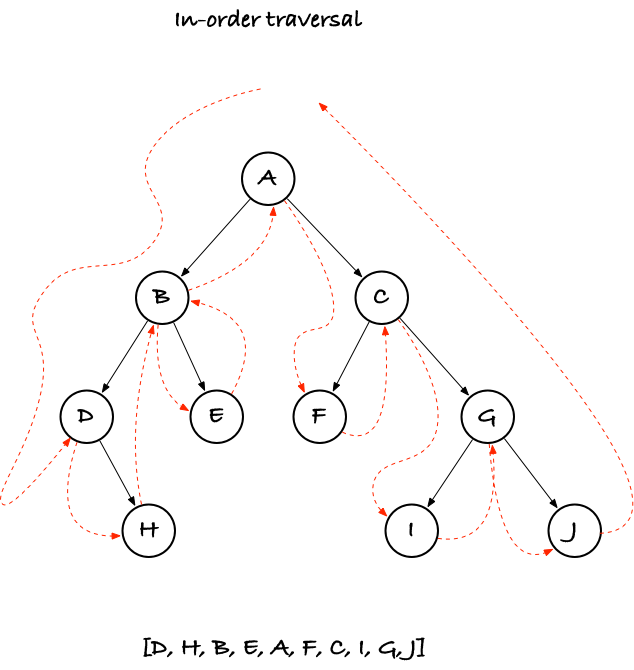 In-order traversal
A
B
C
D
E
F
G
H
I
J
[D, H, B, E, A, F, C, I, G,J]